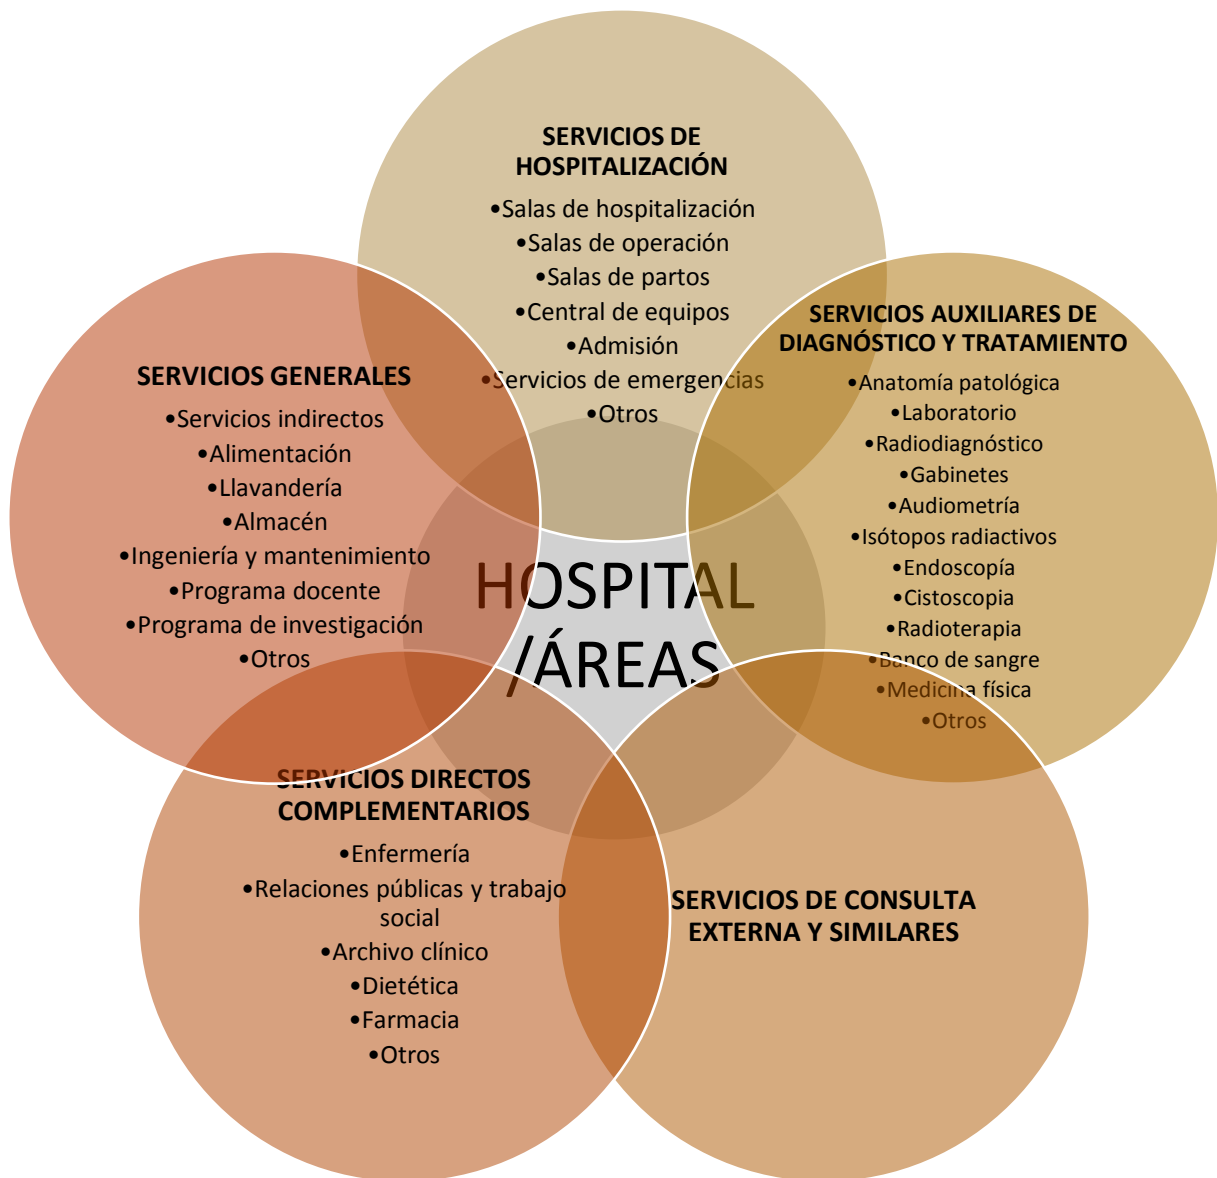 SERVICIOS DE
HOSPITALIZACIÓN
•Salas de hospitalización
•Salas de operación
•Salas de partos
•Central de equipos
•Admisión
•Servicios de emergencias
•Otros
SERVICIOS AUXILIARES DE
DIAGNÓSTICO Y TRATAMIENTO
•Anatomía patológica
•Laboratorio
•Radiodiagnóstico
•Gabinetes
•Audiometría
•Isótopos radiactivos
•Endoscopía
•Cistoscopia
•Radioterapia
•Banco de sangre
•Medicina física
•Otros
SERVICIOS DE CONSULTA
EXTERNA Y SIMILARES
SERVICIOS DIRECTOS
COMPLEMENTARIOS
•Enfermería
•Relaciones públicas y trabajo
social
•Archivo clínico
•Dietética
•Farmacia
•Otros
SERVICIOS GENERALES
•Servicios indirectos
•Alimentación
•Llavandería
•Almacén
•Ingeniería y mantenimiento
•Programa docente
•Programa de investigación
•Otros
HOSPITAL
/ÁREAS